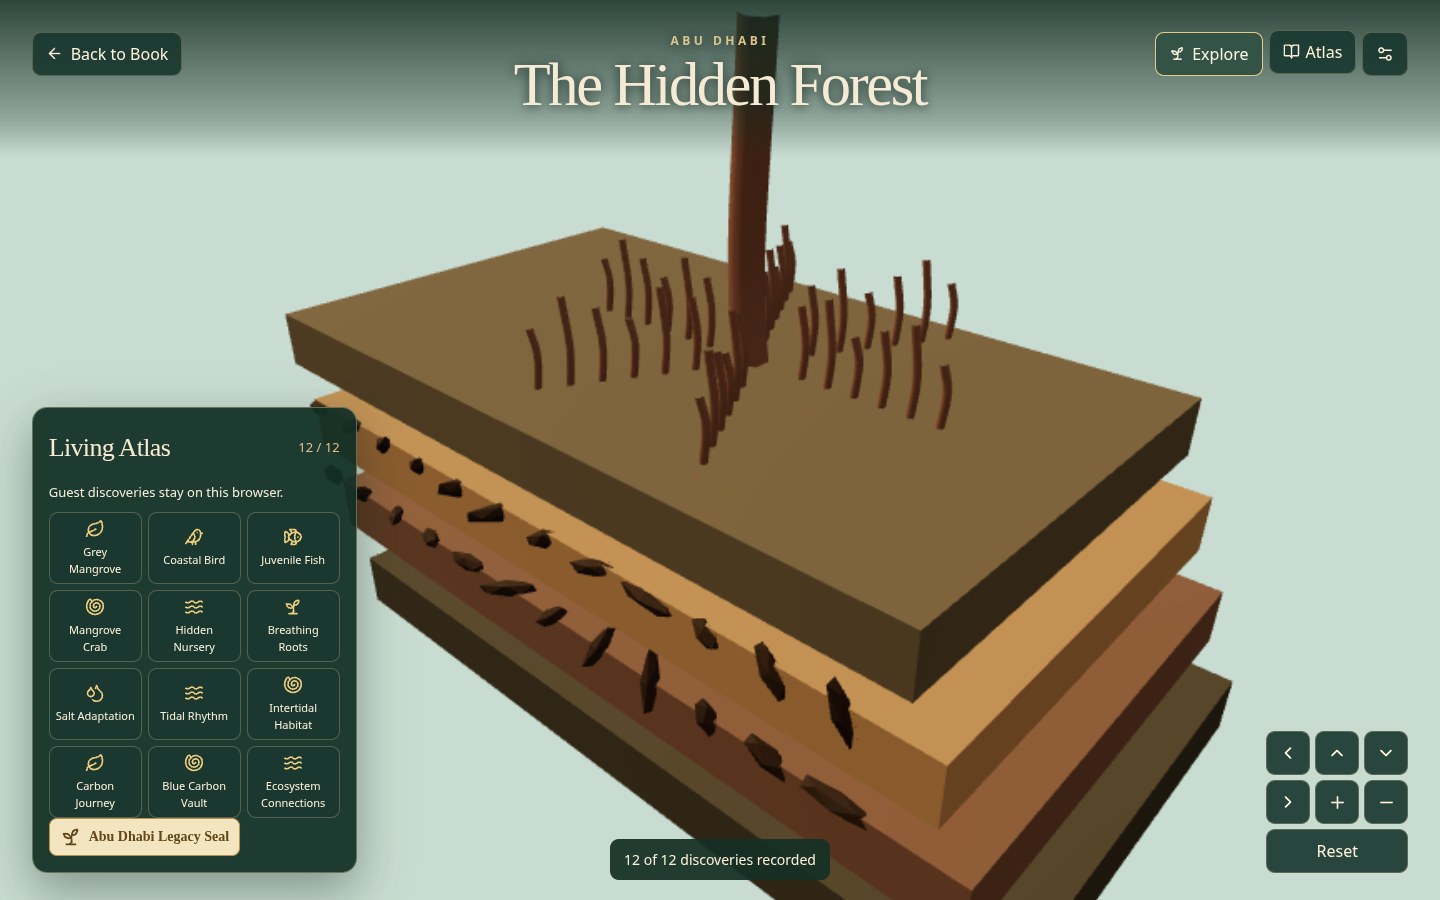 Back to Book
ABU DHABI
The Hidden Forest
Explore
Atlas
Living Atlas
12 / 12
Guest discoveries stay on this browser.
Grey
Mangrove
Coastal Bird
Juvenile Fish
Mangrove
Crab
Hidden
Nursery
Breathing
Roots
Salt Adaptation
Tidal Rhythm
Intertidal
Habitat
Carbon
Journey
Blue Carbon
Vault
Ecosystem
Connections
Abu Dhabi Legacy Seal
12 of 12 discoveries recorded
Reset